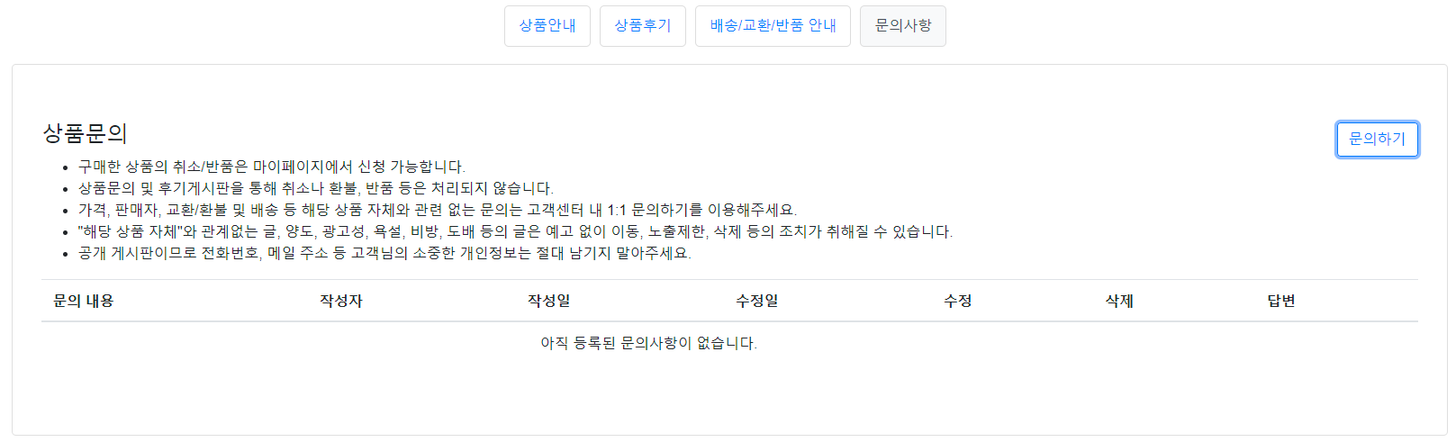 상품안내 상품후기 배송/교환/반품 안내 문의사항
상품문의 문의하기
구매한 상품의 취소/반품은 마이페이지에서 신청 가능합니다.
상품문의 및 후기게시판을 통해 취소나 환불, 반품 등은 처리되지 않습니다.
가격, 판매자, 교환/환불 및 배송 등 해당 상품 자체와 관련 없는 문의는 고객센터 내 1:1 문의하기를 이용해주세요.
"해당 상품 자체"와 관계없는 글, 양도, 광고성, 욕설, 비방, 도배 등의 글은 예고 없이 이동, 노출제한, 삭제 등의 조치가 취해질 수 있습니다.
공개 게시판이므로 전화번호, 메일 주소 등 고객님의 소중한 개인정보는 절대 남기지 말아주세요.
문의 내용 작성자 작성일 수정일 수정 삭제 답변
아직 등록된 문의사항이 없습니다.